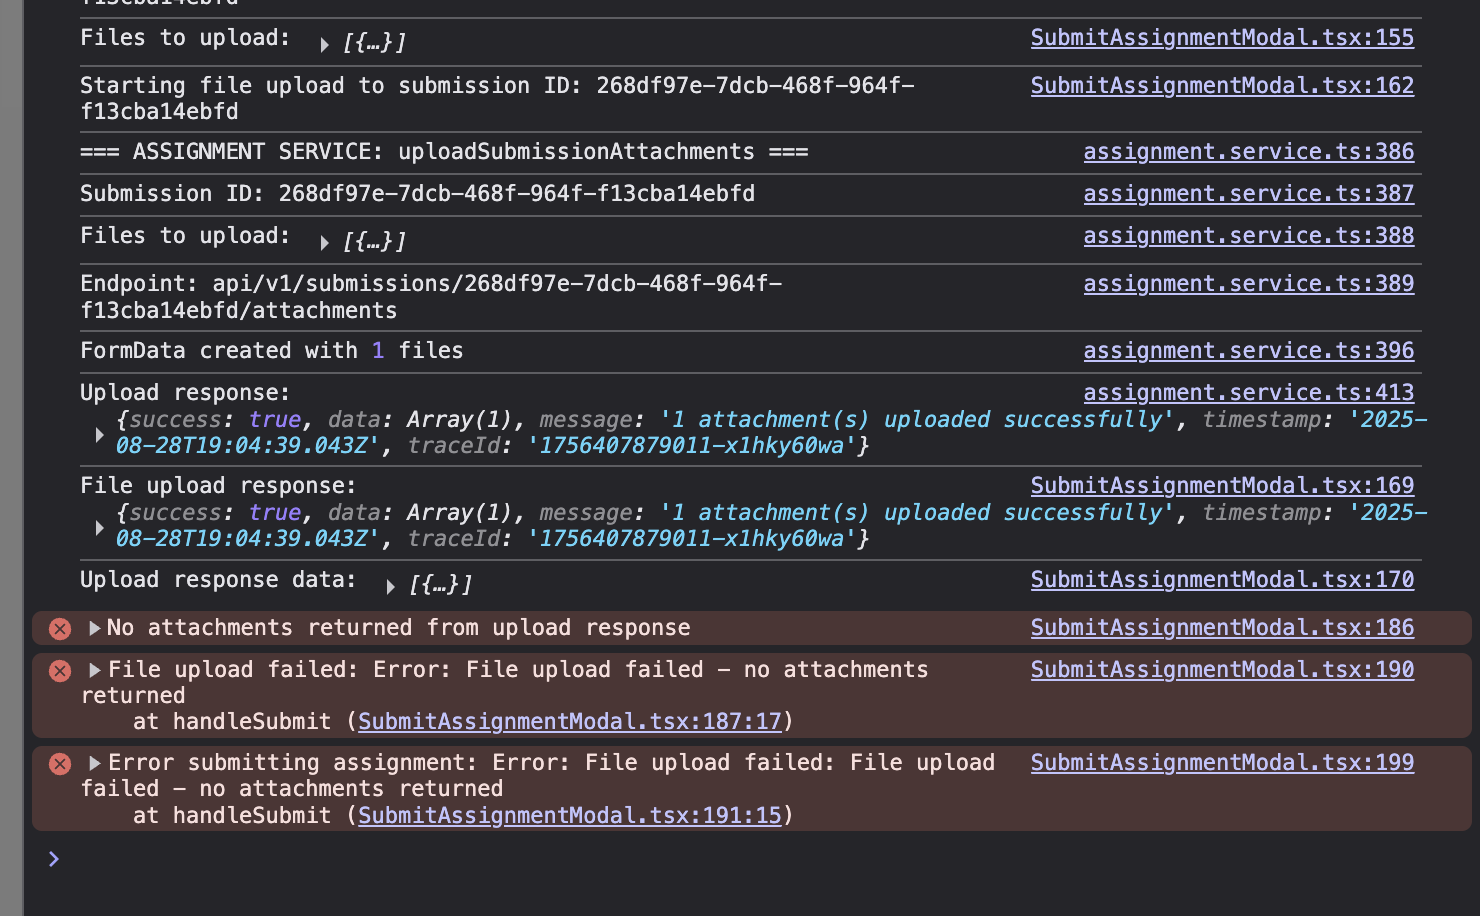 f13cba14ebfd
Files to upload: ▶ [{…}] SubmitAssignmentModal.tsx:155
Starting file upload to submission ID: 268df97e-7dcb-468f-964f- SubmitAssignmentModal.tsx:162
f13cba14ebfd
=== ASSIGNMENT SERVICE: uploadSubmissionAttachments === assignment.service.ts:386
Submission ID: 268df97e-7dcb-468f-964f-f13cba14ebfd assignment.service.ts:387
Files to upload: ▶ [{…}] assignment.service.ts:388
Endpoint: api/v1/submissions/268df97e-7dcb-468f-964f- assignment.service.ts:389
f13cba14ebfd/attachments
FormData created with 1 files assignment.service.ts:396
Upload response: assignment.service.ts:413
{success: true, data: Array(1), message: '1 attachment(s) uploaded successfully', timestamp: '2025-
▶ 08-28T19:04:39.043Z', traceId: '1756407879011-x1hky60wa'}
File upload response: SubmitAssignmentModal.tsx:169
{success: true, data: Array(1), message: '1 attachment(s) uploaded successfully', timestamp: '2025-
▶ 08-28T19:04:39.043Z', traceId: '1756407879011-x1hky60wa'}
Upload response data: ▶ [{…}] SubmitAssignmentModal.tsx:170
▶ No attachments returned from upload response SubmitAssignmentModal.tsx:186
▶ File upload failed: Error: File upload failed – no attachments SubmitAssignmentModal.tsx:190
returned
at handleSubmit (SubmitAssignmentModal.tsx:187:17)
▶ Error submitting assignment: Error: File upload failed: File upload SubmitAssignmentModal.tsx:199
failed – no attachments returned
at handleSubmit (SubmitAssignmentModal.tsx:191:15)